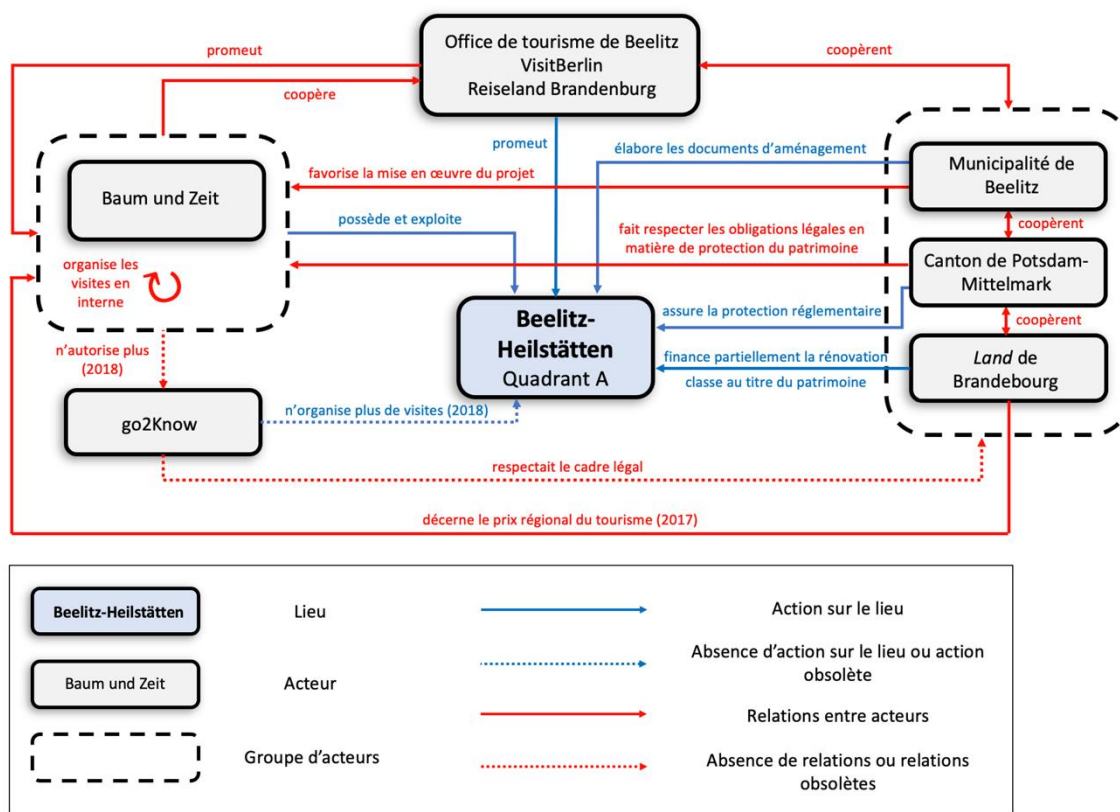 Office de tourisme de Beelitz
VisitBerlin
Reiseland Brandenburg
promeut
coopère
coopèrent
promeut
élabore les documents d’aménagement
Municipalité de
Beelitz
Baum und Zeit
favorise la mise en œuvre du projet
possède et exploite
coopèrent
fait respecter les obligations légales en
matière de protection du patrimoine
Canton de Potsdam-
Mittelmark
organise les
visites en
interne
Beelitz-
Heilstätten
Quadrant A
assure la protection réglementaire
coopèrent
n’autorise plus
(2018)
finance partiellement la rénovation
classe au titre du patrimoine
Land de
Brandebourg
go2Know
n’organise plus de visites (2018)
respectait le cadre légal
décerne le prix régional du tourisme (2017)
Beelitz-Heilstätten
Lieu
Action sur le lieu
Baum und Zeit
Acteur
Absence d’action sur le lieu ou action
obsolète
Relations entre acteurs
Groupe d’acteurs
Absence de relations ou relations
obsolètes